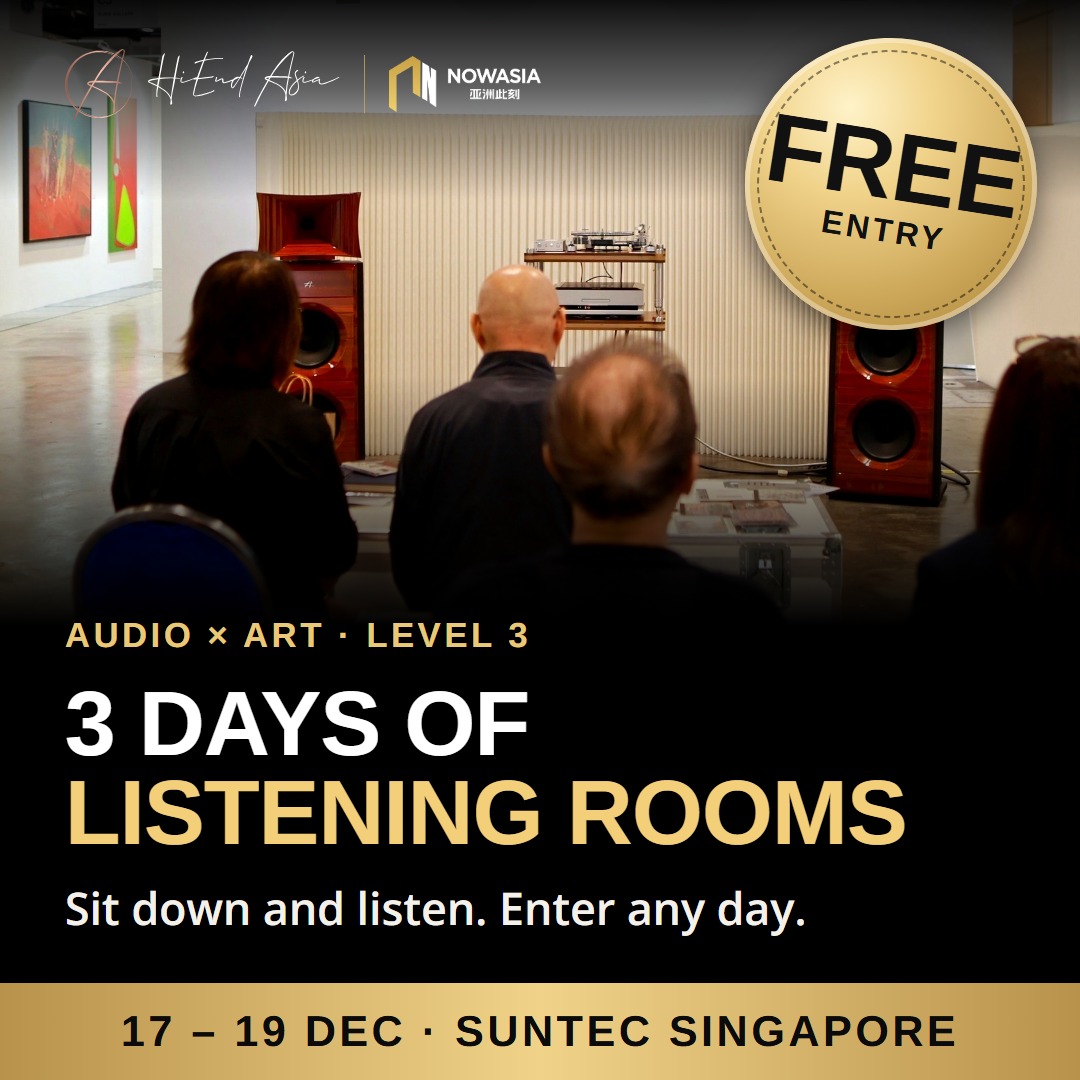 HiEnd Asia
NOWASIA
亚洲此刻
FREE
ENTRY
AUDIO × ART · LEVEL 3
3 DAYS OF
LISTENING ROOMS
Sit down and listen. Enter any day.
17 – 19 DEC · SUNTEC SINGAPORE